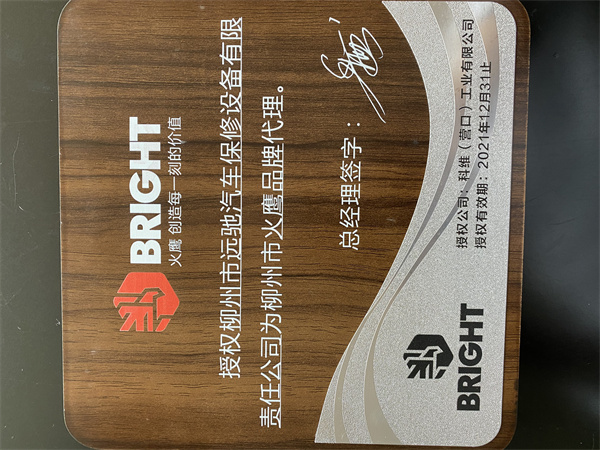 BRIGHT
火鹰 创造每一刻的价值
授权柳州市远驰汽车保修设备有限
责任公司为柳州市火鹰品牌代理。
总经理签字：
授权公司：科维（营口）工业有限公司
授权有效期：2021年12月31止
BRIGHT